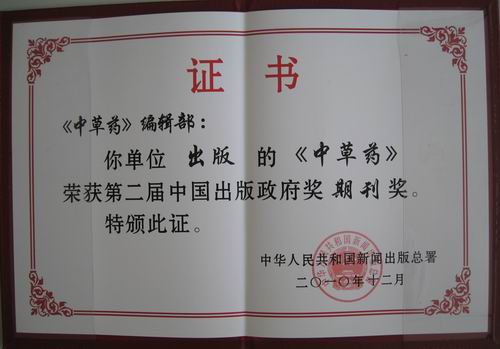 证书
《中草药》编辑部：
你单位 出版 的《中草药》
荣获第二届中国出版政府奖期刊奖。
特颁此证。
中华人民共和国新闻出版总署
二〇一〇年十二月